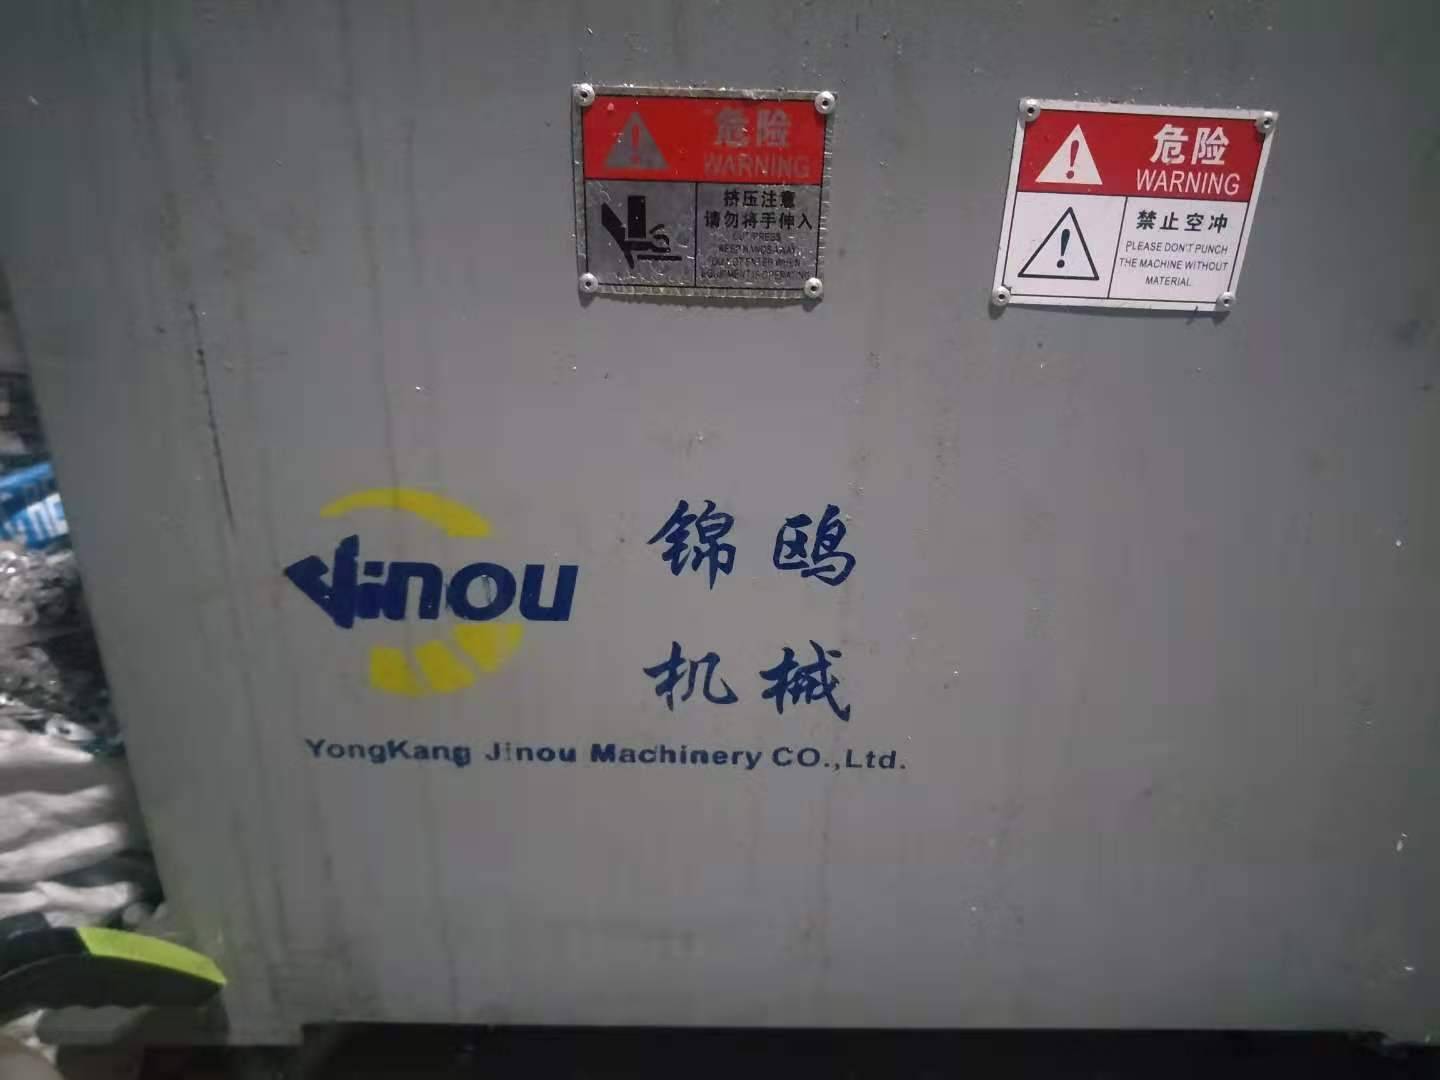 危险
WARNING
挤压注意
请勿将手伸入
危险
WARNING
禁止空冲
PLEASE DON'T PUNCH
THE MACHINE WITHOUT
MATERIAL
Jinou
锦鸥
机械
YongKang Jinou Machinery CO.,Ltd.